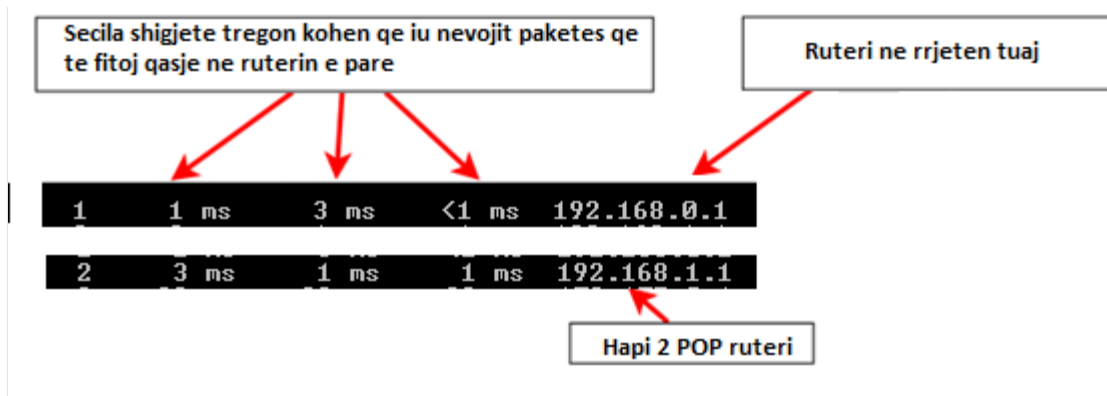 Secila shigjete tregon kohen qe iu nevojit paketes qe
te fitoj qasje ne ruterin e pare
Ruteri ne rrjeten tuaj
1 1 ms 3 ms <1 ms 192.168.0.1
2 3 ms 1 ms 1 ms 192.168.1.1
Hapi 2 POP ruteri